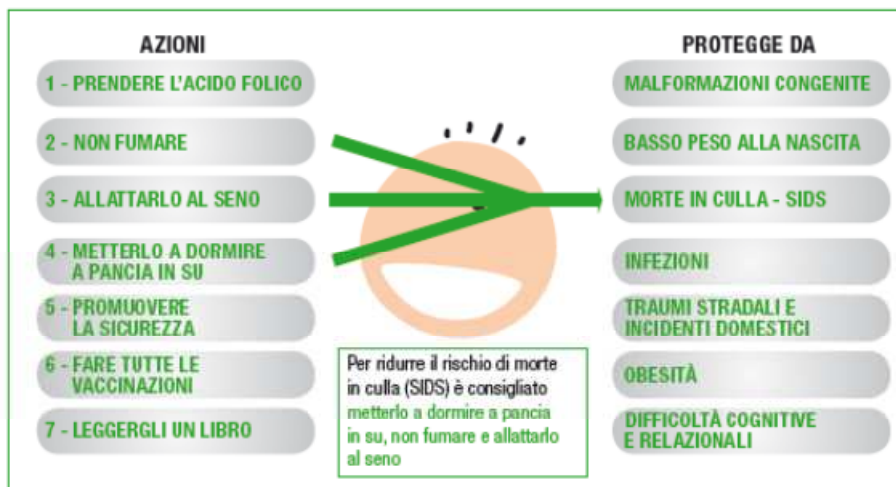 AZIONI
1 - PRENDERE L'ACIDO FOLICO
2 - NON FUMARE
3 - ALLATTARLO AL SENO
4 - METTERLO A DORMIRE
A PANCIA IN SU
5 - PROMUOVERE
LA SICUREZZA
6 - FARE TUTTE LE
VACCINAZIONI
7 - LEGGERGLI UN LIBRO
Per ridurre il rischio di morte
in culla (SIDS) è consigliato
metterlo a dormire a pancia
in su, non fumare e allattarlo
al seno
PROTEGGE DA
MALFORMAZIONI CONGENITE
BASSO PESO ALLA NASCITA
MORTE IN CULLA - SIDS
INFEZIONI
TRAUMI STRADALI E
INCIDENTI DOMESTICI
OBESITÀ
DIFFICOLTÀ COGNITIVE
E RELAZIONALI